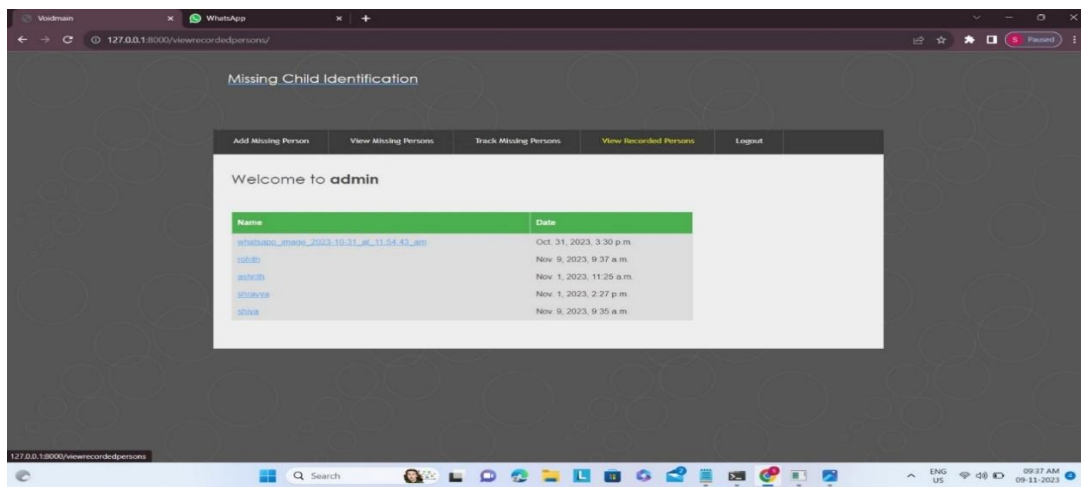 Voidmain
WhatsApp
127.0.0.1:8000/viewrecordedpersons/
S Paused
Missing Child Identification
Add Missing Person View Missing Persons Track Missing Persons View Recorded Persons Logout
Welcome to admin
Name Date
whatsapp_image_2023-10-31_at_11.54.43_am Oct. 31, 2023, 3:30 p.m.
rohith Nov. 9, 2023, 9:37 a.m.
ashrith Nov. 1, 2023, 11:25 a.m.
shravya Nov. 1, 2023, 2:27 p.m.
shiva Nov. 9, 2023, 9:35 a.m.
127.0.0.1:8000/viewrecordedpersons
Search
ENG 09:37 AM
US 09-11-2023